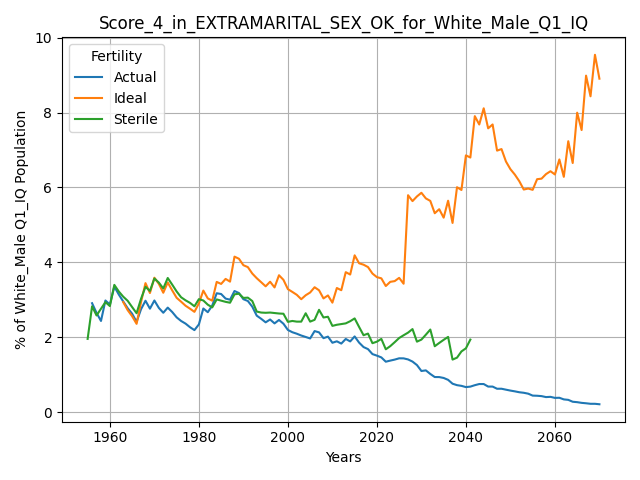 Score_4_in_EXTRAMARITAL_SEX_OK_for_White_Male_Q1_IQ
% of White_Male Q1_IQ Population
10
8
6
4
2
0
Fertility
Actual
Ideal
Sterile
1960 1980 2000 2020 2040 2060
Years